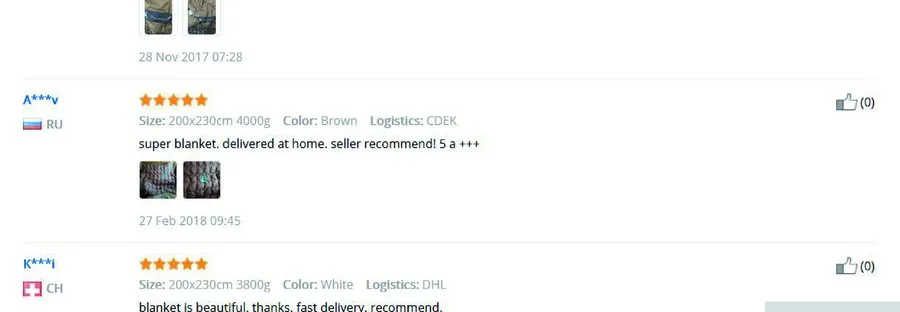 28 Nov 2017 07:28
A***v
RU
Size: 200x230cm 4000g Color: Brown Logistics: CDEK
super blanket. delivered at home. seller recommend! 5 a +++
(0)
27 Feb 2018 09:45
K***i
CH
Size: 200x230cm 3800g Color: White Logistics: DHL
blanket is beautiful. thanks. fast delivery. recommend.
(0)